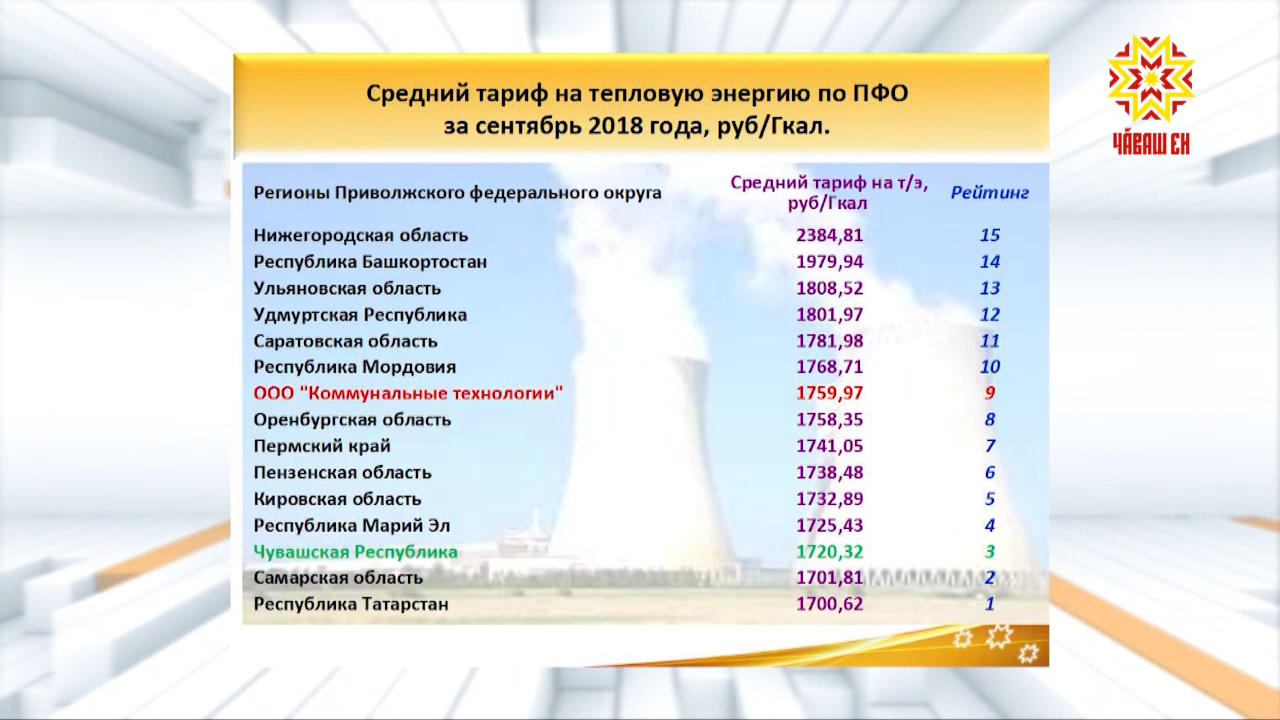 Средний тариф на тепловую энергию по ПФО
за сентябрь 2018 года, руб/Гкал.
ЧӐВАШ ЕН
Регионы Приволжского федерального округа Средний тариф на т/э, руб/Гкал Рейтинг
Нижегородская область 2384,81 15
Республика Башкортостан 1979,94 14
Ульяновская область 1808,52 13
Удмуртская Республика 1801,97 12
Саратовская область 1781,98 11
Республика Мордовия 1768,71 10
ООО "Коммунальные технологии" 1759,97 9
Оренбургская область 1758,35 8
Пермский край 1741,05 7
Пензенская область 1738,48 6
Кировская область 1732,89 5
Республика Марий Эл 1725,43 4
Чувашская Республика 1720,32 3
Самарская область 1701,81 2
Республика Татарстан 1700,62 1